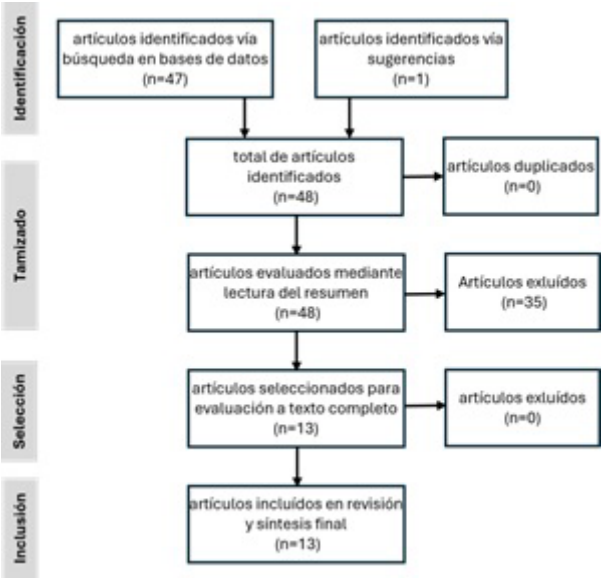 Identificación
artículos identificados vía
búsqueda en bases de datos
(n=47)
artículos identificados vía
sugerencias
(n=1)
Tamizado
total de artículos
identificados
(n=48)
artículos duplicados
(n=0)
artículos evaluados mediante
lectura del resumen
(n=48)
Artículos exluídos
(n=35)
Selección
artículos seleccionados para
evaluación a texto completo
(n=13)
artículos exluídos
(n=0)
Inclusión
artículos incluídos en revisión
y síntesis final
(n=13)